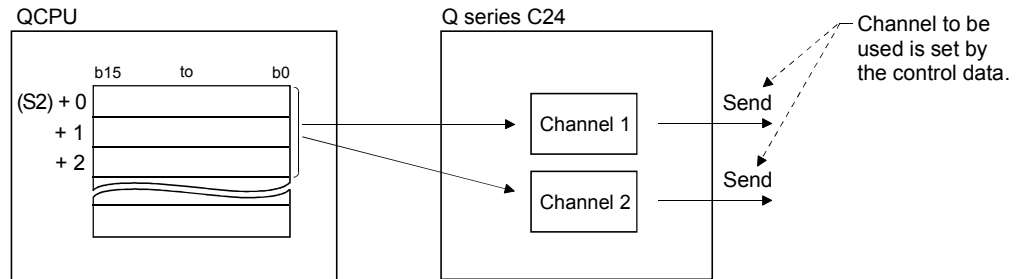 QCPU
Q series C24
Channel to be
used is set by
the control data.
b15 to b0
(S2) + 0
+ 1
+ 2
Channel 1
Send
Channel 2
Send